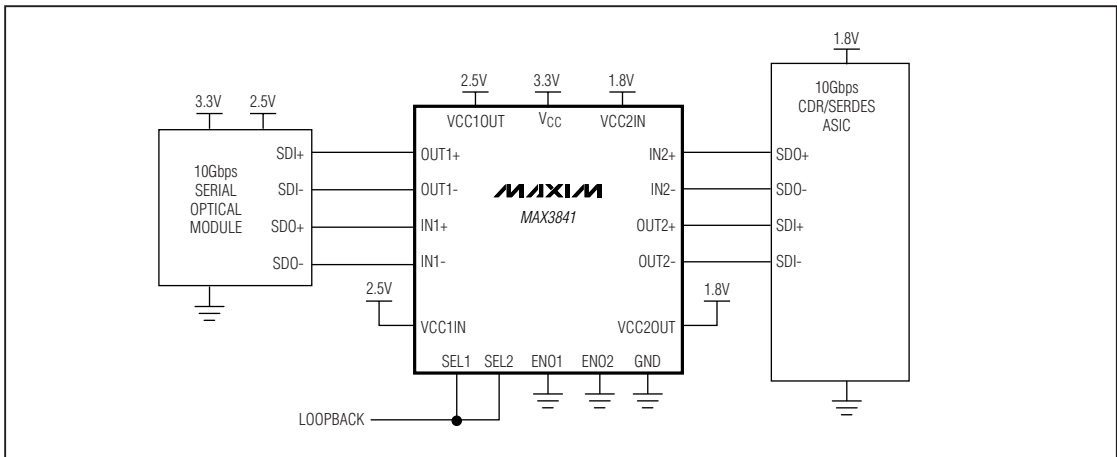 3.3V
2.5V
10Gbps
SERIAL
OPTICAL
MODULE
SDI+
SDI-
SDO+
SDO-
2.5V
3.3V
1.8V
VCC1OUT
VCC
VCC2IN
OUT1+
OUT1-
IN1+
IN1-
MAXIM
MAX3841
IN2+
IN2-
OUT2+
OUT2-
2.5V
VCC1IN
1.8V
VCC2OUT
SEL1
SEL2
ENO1
ENO2
GND
LOOPBACK
1.8V
10Gbps
CDR/SERDES
ASIC
SDO+
SDO-
SDI+
SDI-